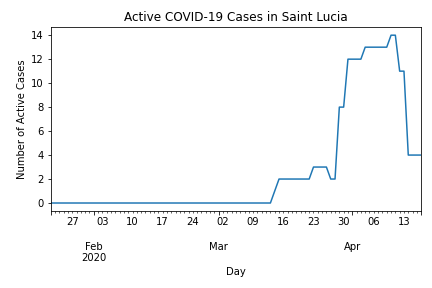 Active COVID-19 Cases in Saint Lucia
Number of Active Cases
14
12
10
8
6
4
2
0
27 03 10 17 24 02 09 16 23 30 06 13
Feb Mar Apr
2020
Day